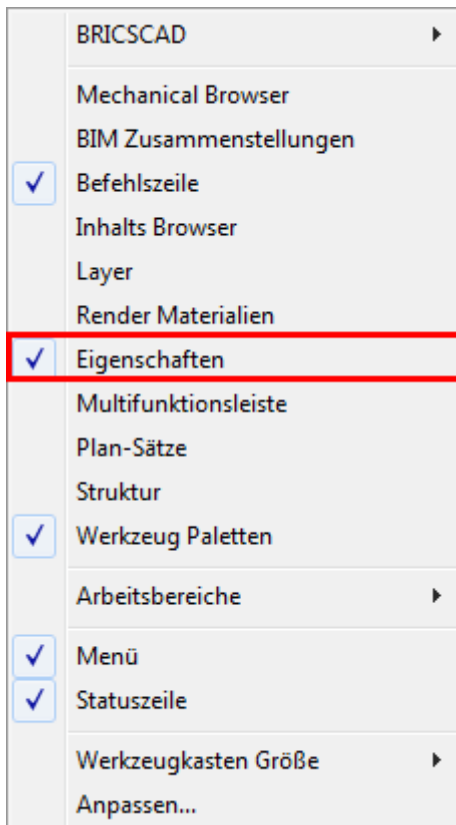 BRICSCAD
Mechanical Browser
BIM Zusammenstellungen
Befehlszeile
Inhalts Browser
Layer
Render Materialien
Eigenschaften
Multifunktionsleiste
Plan-Sätze
Struktur
Werkzeug Paletten
Arbeitsbereiche
Menü
Statuszeile
Werkzeugkasten Größe
Anpassen...